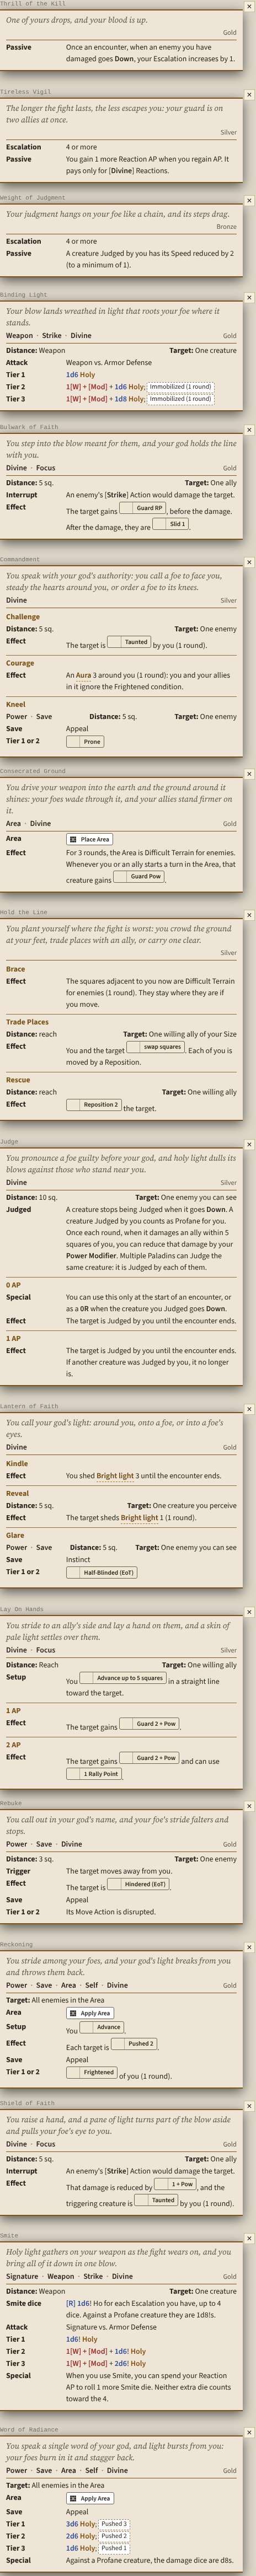 Thrill of the Kill
×
One of yours drops, and your blood is up.
Gold
Passive Once an encounter, when an enemy you have
damaged goes Down, your Escalation increases by 1.
Tireless Vigil
×
The longer the fight lasts, the less escapes you: your guard is on
two allies at once.
Silver
Escalation 4 or more
Passive You gain 1 more Reaction AP when you regain AP. It
pays only for [Divine] Reactions.
Weight of Judgment
×
Your judgment hangs on your foe like a chain, and its steps drag.
Bronze
Escalation 4 or more
Passive A creature Judged by you has its Speed reduced by 2
(to a minimum of 1).
Binding Light
×
Your blow lands wreathed in light that roots your foe where it
stands.
Weapon · Strike · Divine Gold
Distance: Weapon Target: One creature
Attack Weapon vs. Armor Defense
Tier 1 1d6 Holy
Tier 2 1[W] + [Mod] + 1d6 Holy; Immobilized (1 round)
Tier 3 1[W] + [Mod] + 1d8 Holy; Immobilized (1 round)
Bulwark of Faith
×
You step into the blow meant for them, and your god holds the line
with you.
Divine · Focus Gold
Distance: 5 sq. Target: One ally
Interrupt An enemy's [Strike] Action would damage the target.
Effect The target gains Guard RP, before the damage.
After the damage, they are Slid 1.
Commandment
×
You speak with your god's authority: you call a foe to face you,
steady the hearts around you, or order a foe to its knees.
Divine Silver
Challenge
Distance: 5 sq. Target: One enemy
Effect The target is Taunted by you (1 round).
Courage
Effect An Aura 3 around you (1 round): you and your allies
in it ignore the Frightened condition.
Kneel
Power · Save Distance: 5 sq. Target: One enemy
Save Appeal
Tier 1 or 2 Prone
Consecrated Ground
×
You drive your weapon into the earth and the ground around it
shines: your foes wade through it, and your allies stand firmer on
it.
Area · Divine Gold
Area Place Area
Effect For 3 rounds, the Area is Difficult Terrain for enemies.
Whenever you or an ally starts a turn in the Area, that
creature gains Guard Pow.
Hold the Line
×
You plant yourself where the fight is worst: you crowd the ground
at your feet, trade places with an ally, or carry one clear.
Silver
Brace
Effect The squares adjacent to you now are Difficult Terrain
for enemies (1 round). They stay where they are if
you move.
Trade Places
Distance: reach Target: One willing ally of your Size
Effect You and the target swap squares. Each of you is
moved by a Reposition.
Rescue
Distance: reach Target: One willing ally
Effect Reposition 2 the target.
Judge
×
You pronounce a foe guilty before your god, and holy light dulls its
blows against those who stand near you.
Divine Silver
Distance: 10 sq. Target: One enemy you can see
Judged A creature stops being Judged when it goes Down. A
creature Judged by you counts as Profane for you.
Once each round, when it damages an ally within 5
squares of you, you can reduce that damage by your
Power Modifier. Multiple Paladins can Judge the
same creature: it is Judged by each of them.
0 AP
Special You can use this only at the start of an encounter, or
as a 0R when the creature you Judged goes Down.
Effect The target is Judged by you until the encounter ends.
1 AP
Effect The target is Judged by you until the encounter ends.
If another creature was Judged by you, it no longer
is.
Lantern of Faith
×
You call your god's light: around you, onto a foe, or into a foe's
eyes.
Divine Gold
Kindle
Effect You shed Bright light 3 until the encounter ends.
Reveal
Distance: 5 sq. Target: One creature you perceive
Effect The target sheds Bright light 1 (1 round).
Glare
Power · Save Distance: 5 sq. Target: One enemy you can see
Save Instinct
Tier 1 or 2 Half-Blinded (EoT)
Lay On Hands
×
You stride to an ally's side and lay a hand on them, and a skin of
pale light settles over them.
Divine · Focus Silver
Distance: Reach Target: One willing ally
Setup You Advance up to 5 squares in a straight line
toward the target.
1 AP
Effect The target gains Guard 2 + Pow
2 AP
Effect The target gains Guard 2 + Pow and can use
1 Rally Point
Rebuke
×
You call out in your god's name, and your foe's stride falters and
stops.
Power · Save · Divine Gold
Distance: 3 sq. Target: One enemy
Trigger The target moves away from you.
Effect The target is Hindered (EoT)
Save Appeal
Tier 1 or 2 Its Move Action is disrupted.
Reckoning
×
You stride among your foes, and your god's light breaks from you
and throws them back.
Power · Save · Area · Self · Divine Gold
Target: All enemies in the Area
Area Apply Area
Setup You Advance
Effect Each target is Pushed 2
Save Appeal
Tier 1 or 2 Frightened of you (1 round).
Shield of Faith
×
You raise a hand, and a pane of light turns part of the blow aside
and pulls your foe's eye to you.
Divine · Focus Gold
Distance: 5 sq. Target: One ally
Interrupt An enemy's [Strike] Action would damage the target.
Effect That damage is reduced by 1 + Pow, and the
triggering creature is Taunted by you (1 round).
Smite
×
Holy light gathers on your weapon as the fight wears on, and you
bring all of it down in one blow.
Signature · Weapon · Strike · Divine Gold
Distance: Weapon Target: One creature
Smite dice [R] 1d6! Ho for each Escalation you have, up to 4
dice. Against a Profane creature they are 1d8!s.
Attack Signature vs. Armor Defense
Tier 1 1d6! Holy
Tier 2 1[W] + [Mod] + 1d6! Holy
Tier 3 1[W] + [Mod] + 2d6! Holy
Special When you use Smite, you can spend your Reaction
AP to roll 1 more Smite die. Neither extra die counts
toward the 4.
Word of Radiance
×
You speak a single word of your god, and light bursts from you:
your foes burn in it and stagger back.
Power · Save · Area · Self · Divine Gold
Target: All enemies in the Area
Area Apply Area
Save Appeal
Tier 1 3d6 Holy; Pushed 3
Tier 2 2d6 Holy; Pushed 2
Tier 3 1d6 Holy; Pushed 1
Special Against a Profane creature, the damage dice are d8s.